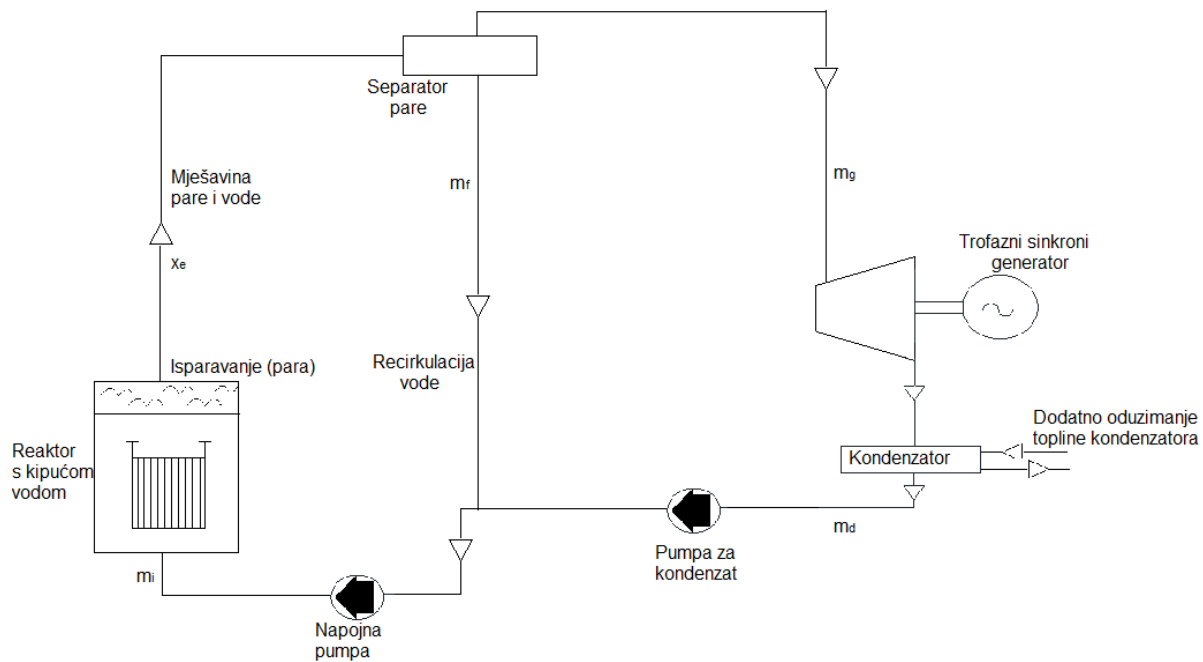 Separator
pare
Mješavina
pare i vode
xe
mf
mg
Trofazni sinkroni
generator
Isparavanje (para)
Recirkulacija
vode
Reaktor
s kipućom
vodom
Dodatno oduzimanje
topline kondenzatora
Kondenzator
md
Pumpa za
kondenzat
mi
Napojna
pumpa